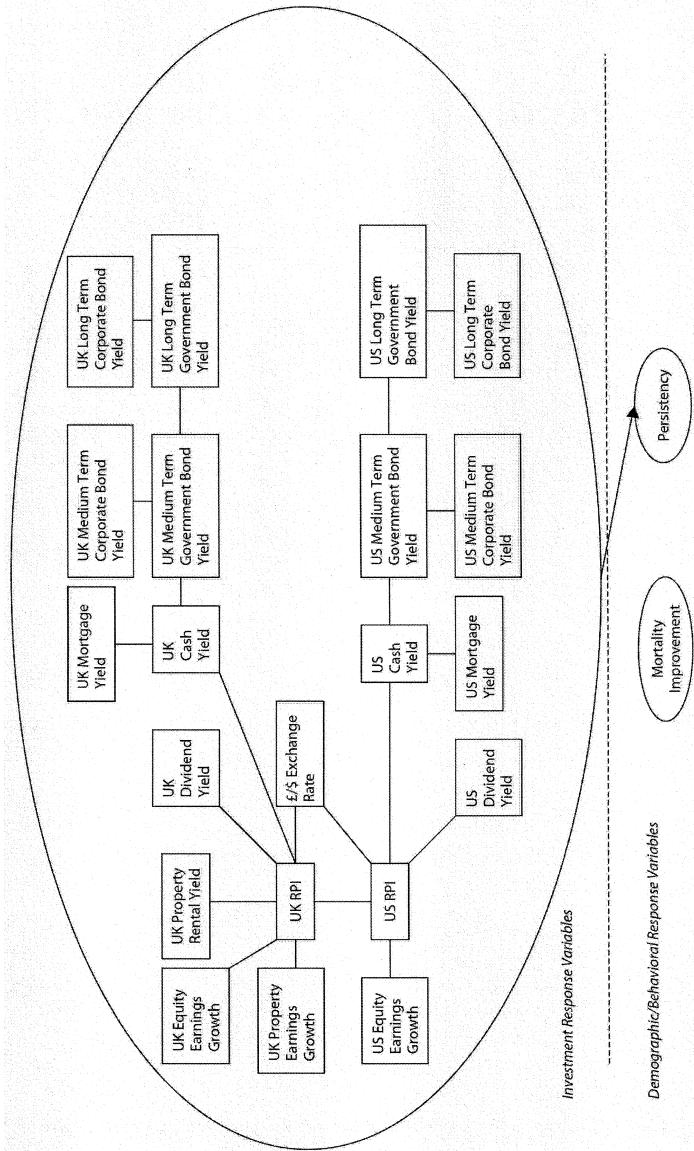 UK Mortgage
Yield
UK Medium Term
Corporate Bond
Yield
UK Long Term
Corporate Bond
Yield
UK Equity
Earnings
Growth
UK Property
Rental Yield
UK
Dividend
Yield
UK
Cash
Yield
UK Medium Term
Government Bond
Yield
UK Long Term
Government Bond
Yield
UK Property
Earnings
Growth
UK RPI
£/$ Exchange
Rate
US Equity
Earnings
Growth
US RPI
US
Cash
Yield
US Medium Term
Government Bond
Yield
US Long Term
Government
Bond Yield
US
Dividend
Yield
US Mortgage
Yield
US Medium Term
Corporate Bond
Yield
US Long Term
Corporate
Bond Yield
Investment Response Variables
Demographic/Behavioral Response Variables
Mortality
Improvement
Persistency